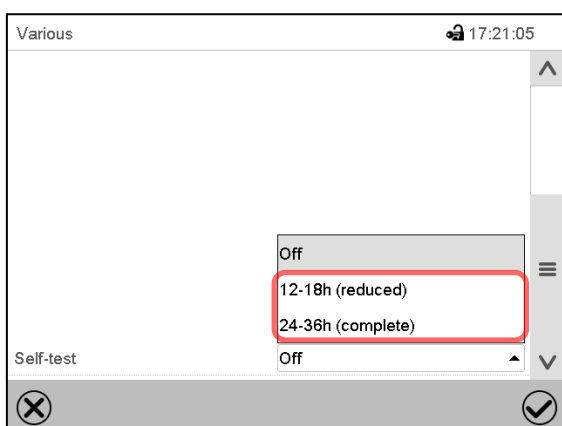 Various 17:21:05
Off
12-18h (reduced)
24-36h (complete)
Self-test Off